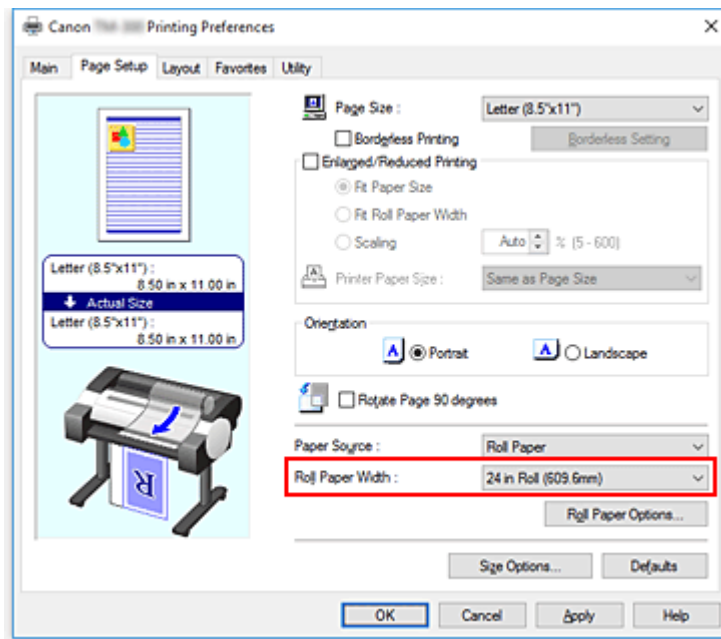 Canon Printing Preferences
Main Page Setup Layout Favorites Utility
Page Size : Letter (8.5"x11")
Borderless Printing Borderless Setting
Enlarged/Reduced Printing
Fit Paper Size
Fit Roll Paper Width
Scaling Auto % (5 - 600)
Printer Paper Size : Same as Page Size
Letter (8.5"x11") :
8.50 in x 11.00 in
Actual Size
Letter (8.5"x11") :
8.50 in x 11.00 in
Orientation
A Portrait A Landscape
Rotate Page 90 degrees
Paper Source : Roll Paper
Roll Paper Width : 24 in Roll (609.6mm)
Roll Paper Options...
Size Options... Defaults
OK Cancel Apply Help
R